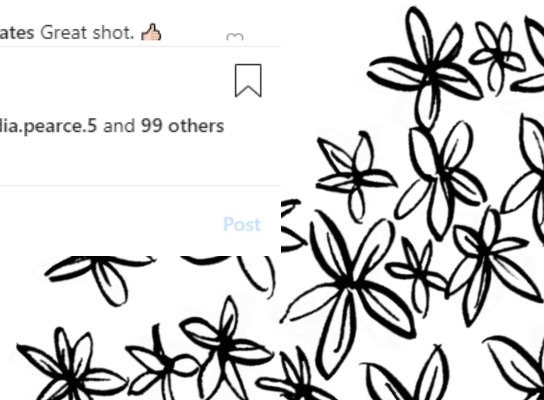 ates Great shot. 👍🏻
lia.pearce.5 and 99 others
Post